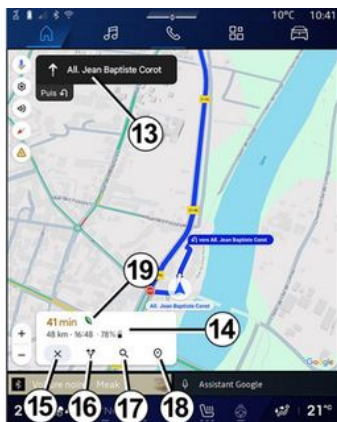 10°C 10:41
All. Jean Baptiste Corot
Puis
13
vers All. Jean Baptiste Corot
19
All. Jean Baptiste Corot
41 min
14
48 km · 16:48 · 78%
Google
Assistant Google
15
16
17
18
21°